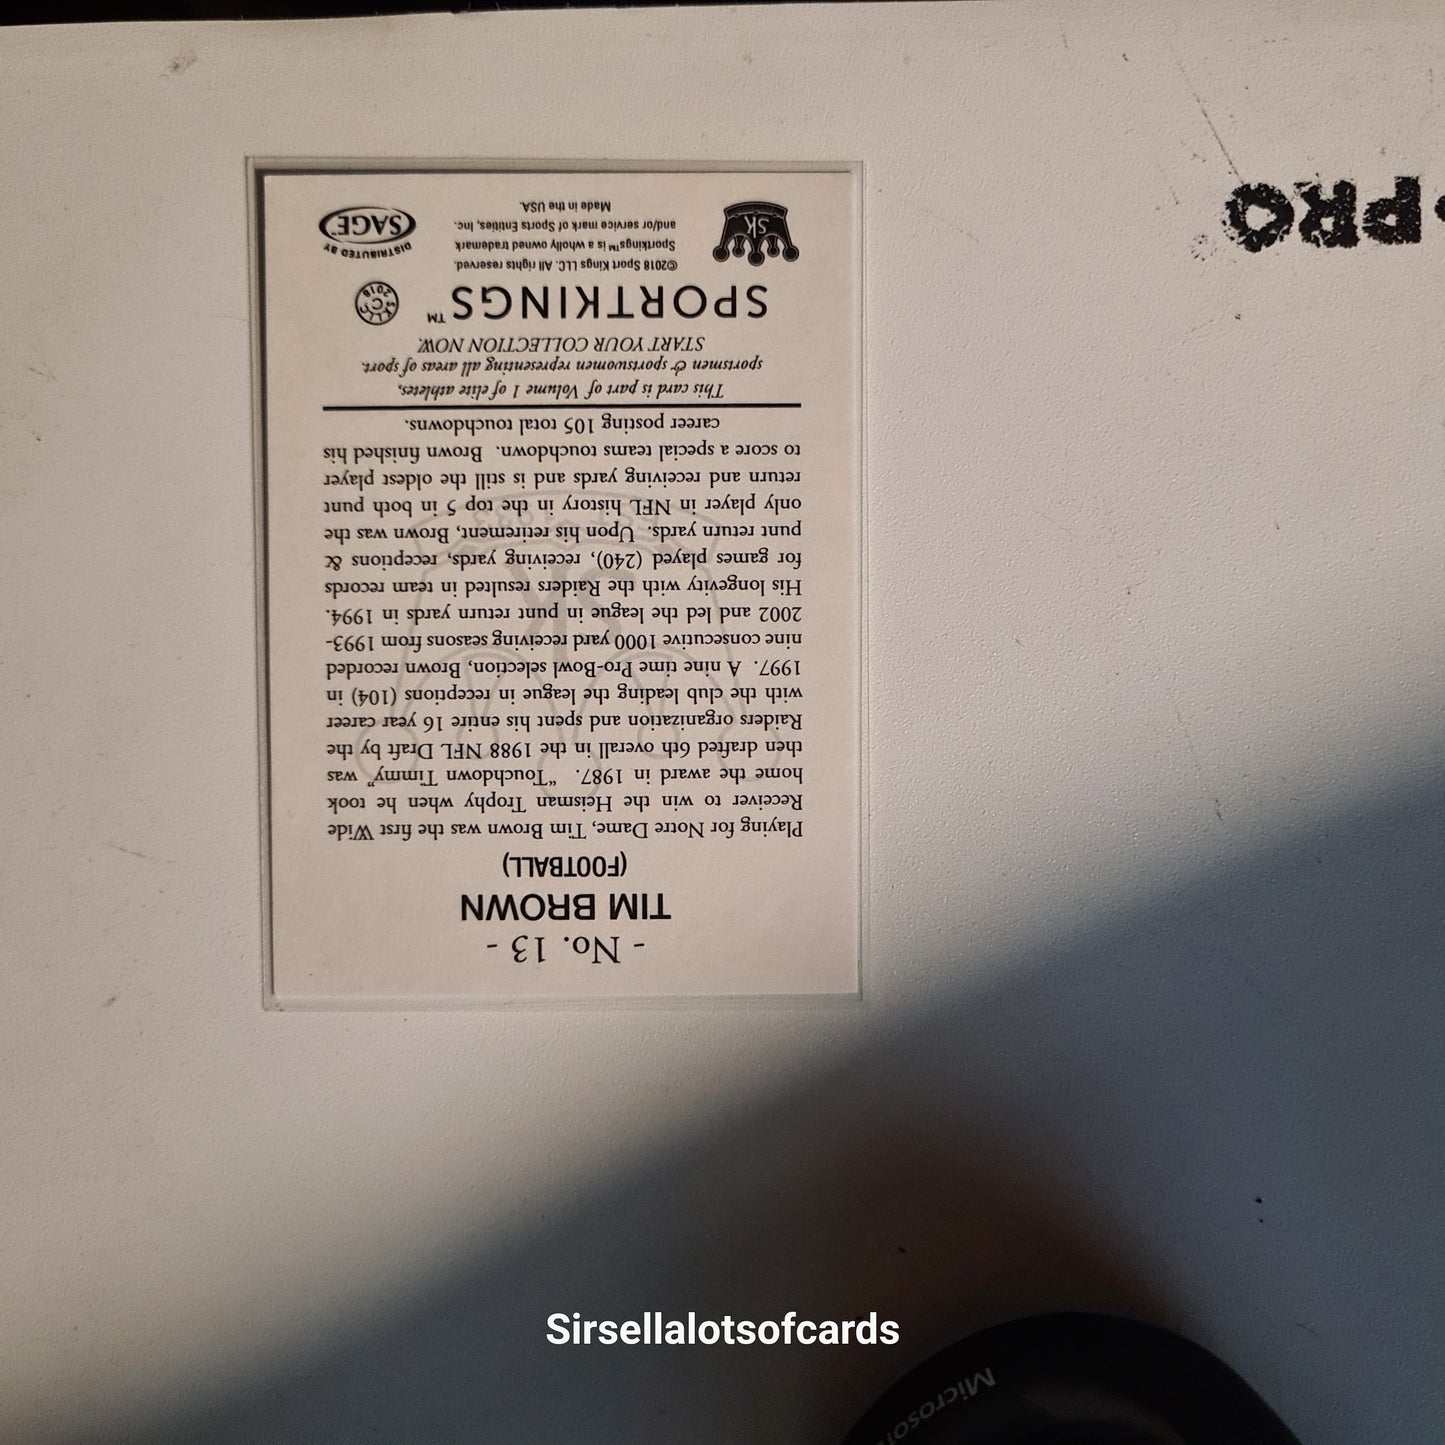 - No. 13 -
TIM BROWN
(FOOTBALL)
Playing for Notre Dame, Tim Brown was the first Wide
Receiver to win the Heisman Trophy when he took
home the award in 1987. "Touchdown Timmy" was
then drafted 6th overall in the 1988 NFL Draft by the
Raiders organization and spent his entire 16 year career
with the club leading the league in receptions (104) in
1997. A nine time Pro-Bowl selection, Brown recorded
nine consecutive 1000 yard receiving seasons from 1993-
2002 and led the league in punt return yards in 1994.
His longevity with the Raiders resulted in team records
for games played (240), receiving yards, receptions &
punt return yards. Upon his retirement, Brown was the
only player in NFL history in the top 5 in both punt
return and receiving yards and is still the oldest player
to score a special teams touchdown. Brown finished his
career posting 105 total touchdowns.
This card is part of Volume 1 of elite athletes,
sportsmen & sportswomen representing all areas of sport.
START YOUR COLLECTION NOW.
SPORTKINGS™
©2018 Sport Kings LLC. All rights reserved.
Sportkings™ is a wholly owned trademark
and/or service mark of Sports Entities, Inc.
Made in the USA.
SK
DISTRIBUTED BY
SAGE
PRO
Sirsellalotsofcards